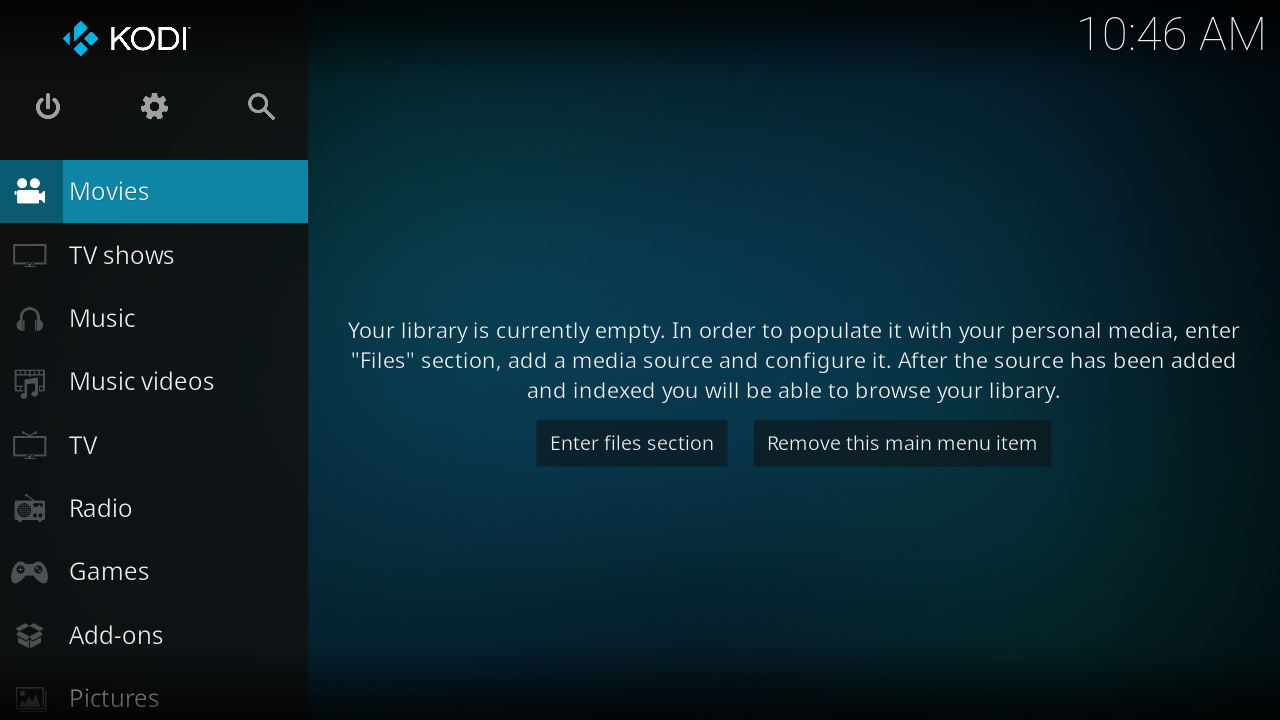 KODI
10:46 AM
Movies
TV shows
Music
Music videos
TV
Radio
Games
Add-ons
Pictures
Your library is currently empty. In order to populate it with your personal media, enter
"Files" section, add a media source and configure it. After the source has been added
and indexed you will be able to browse your library.
Enter files section
Remove this main menu item